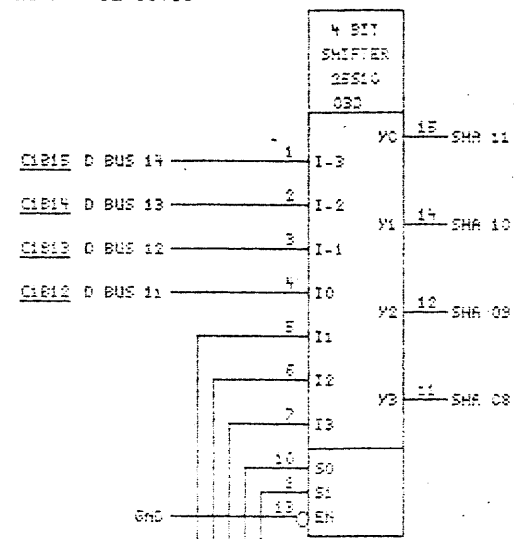 4 BIT
SHIFTER
25S10
Y0 15 SHA 11
C1B15 D BUS 14 1 I-3
C1B14 D BUS 13 2 I-2
Y1 14 SHA 10
C1B13 D BUS 12 3 I-1
C1B12 D BUS 11 4 I0
Y2 12 SHA 09
5 I1
6 I2
Y3 11 SHA 08
7 I3
10 S0
9 S1
GND 13 EN